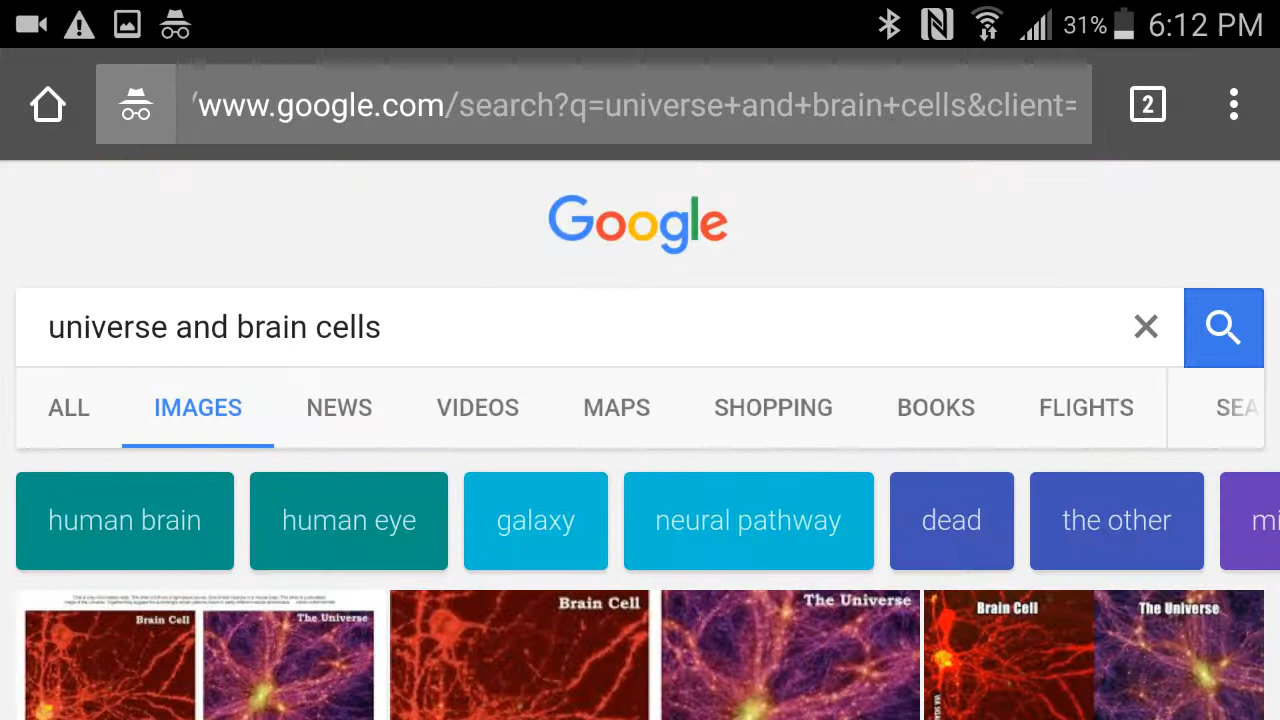 31% 6:12 PM
/www.google.com/search?q=universe+and+brain+cells&client=
2
Google
universe and brain cells
ALL IMAGES NEWS VIDEOS MAPS SHOPPING BOOKS FLIGHTS SEA
human brain human eye galaxy neural pathway dead the other mi
Brain Cell The Universe Brain Cell The Universe Brain Cell The Universe